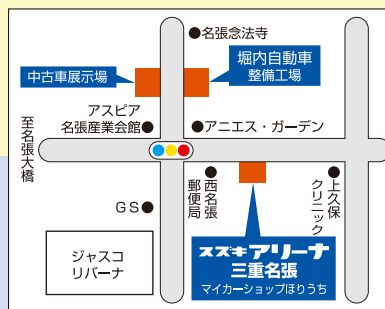 名張念法寺
堀内自動車
整備工場
中古車展示場
アスピア
名張産業会館
アニエス・ガーデン
至名張大橋
西名張
郵便局
上久保
クリニック
GS
ジャスコ
リバーナ
スズキアリーナ
三重名張
マイカーショップほりうち